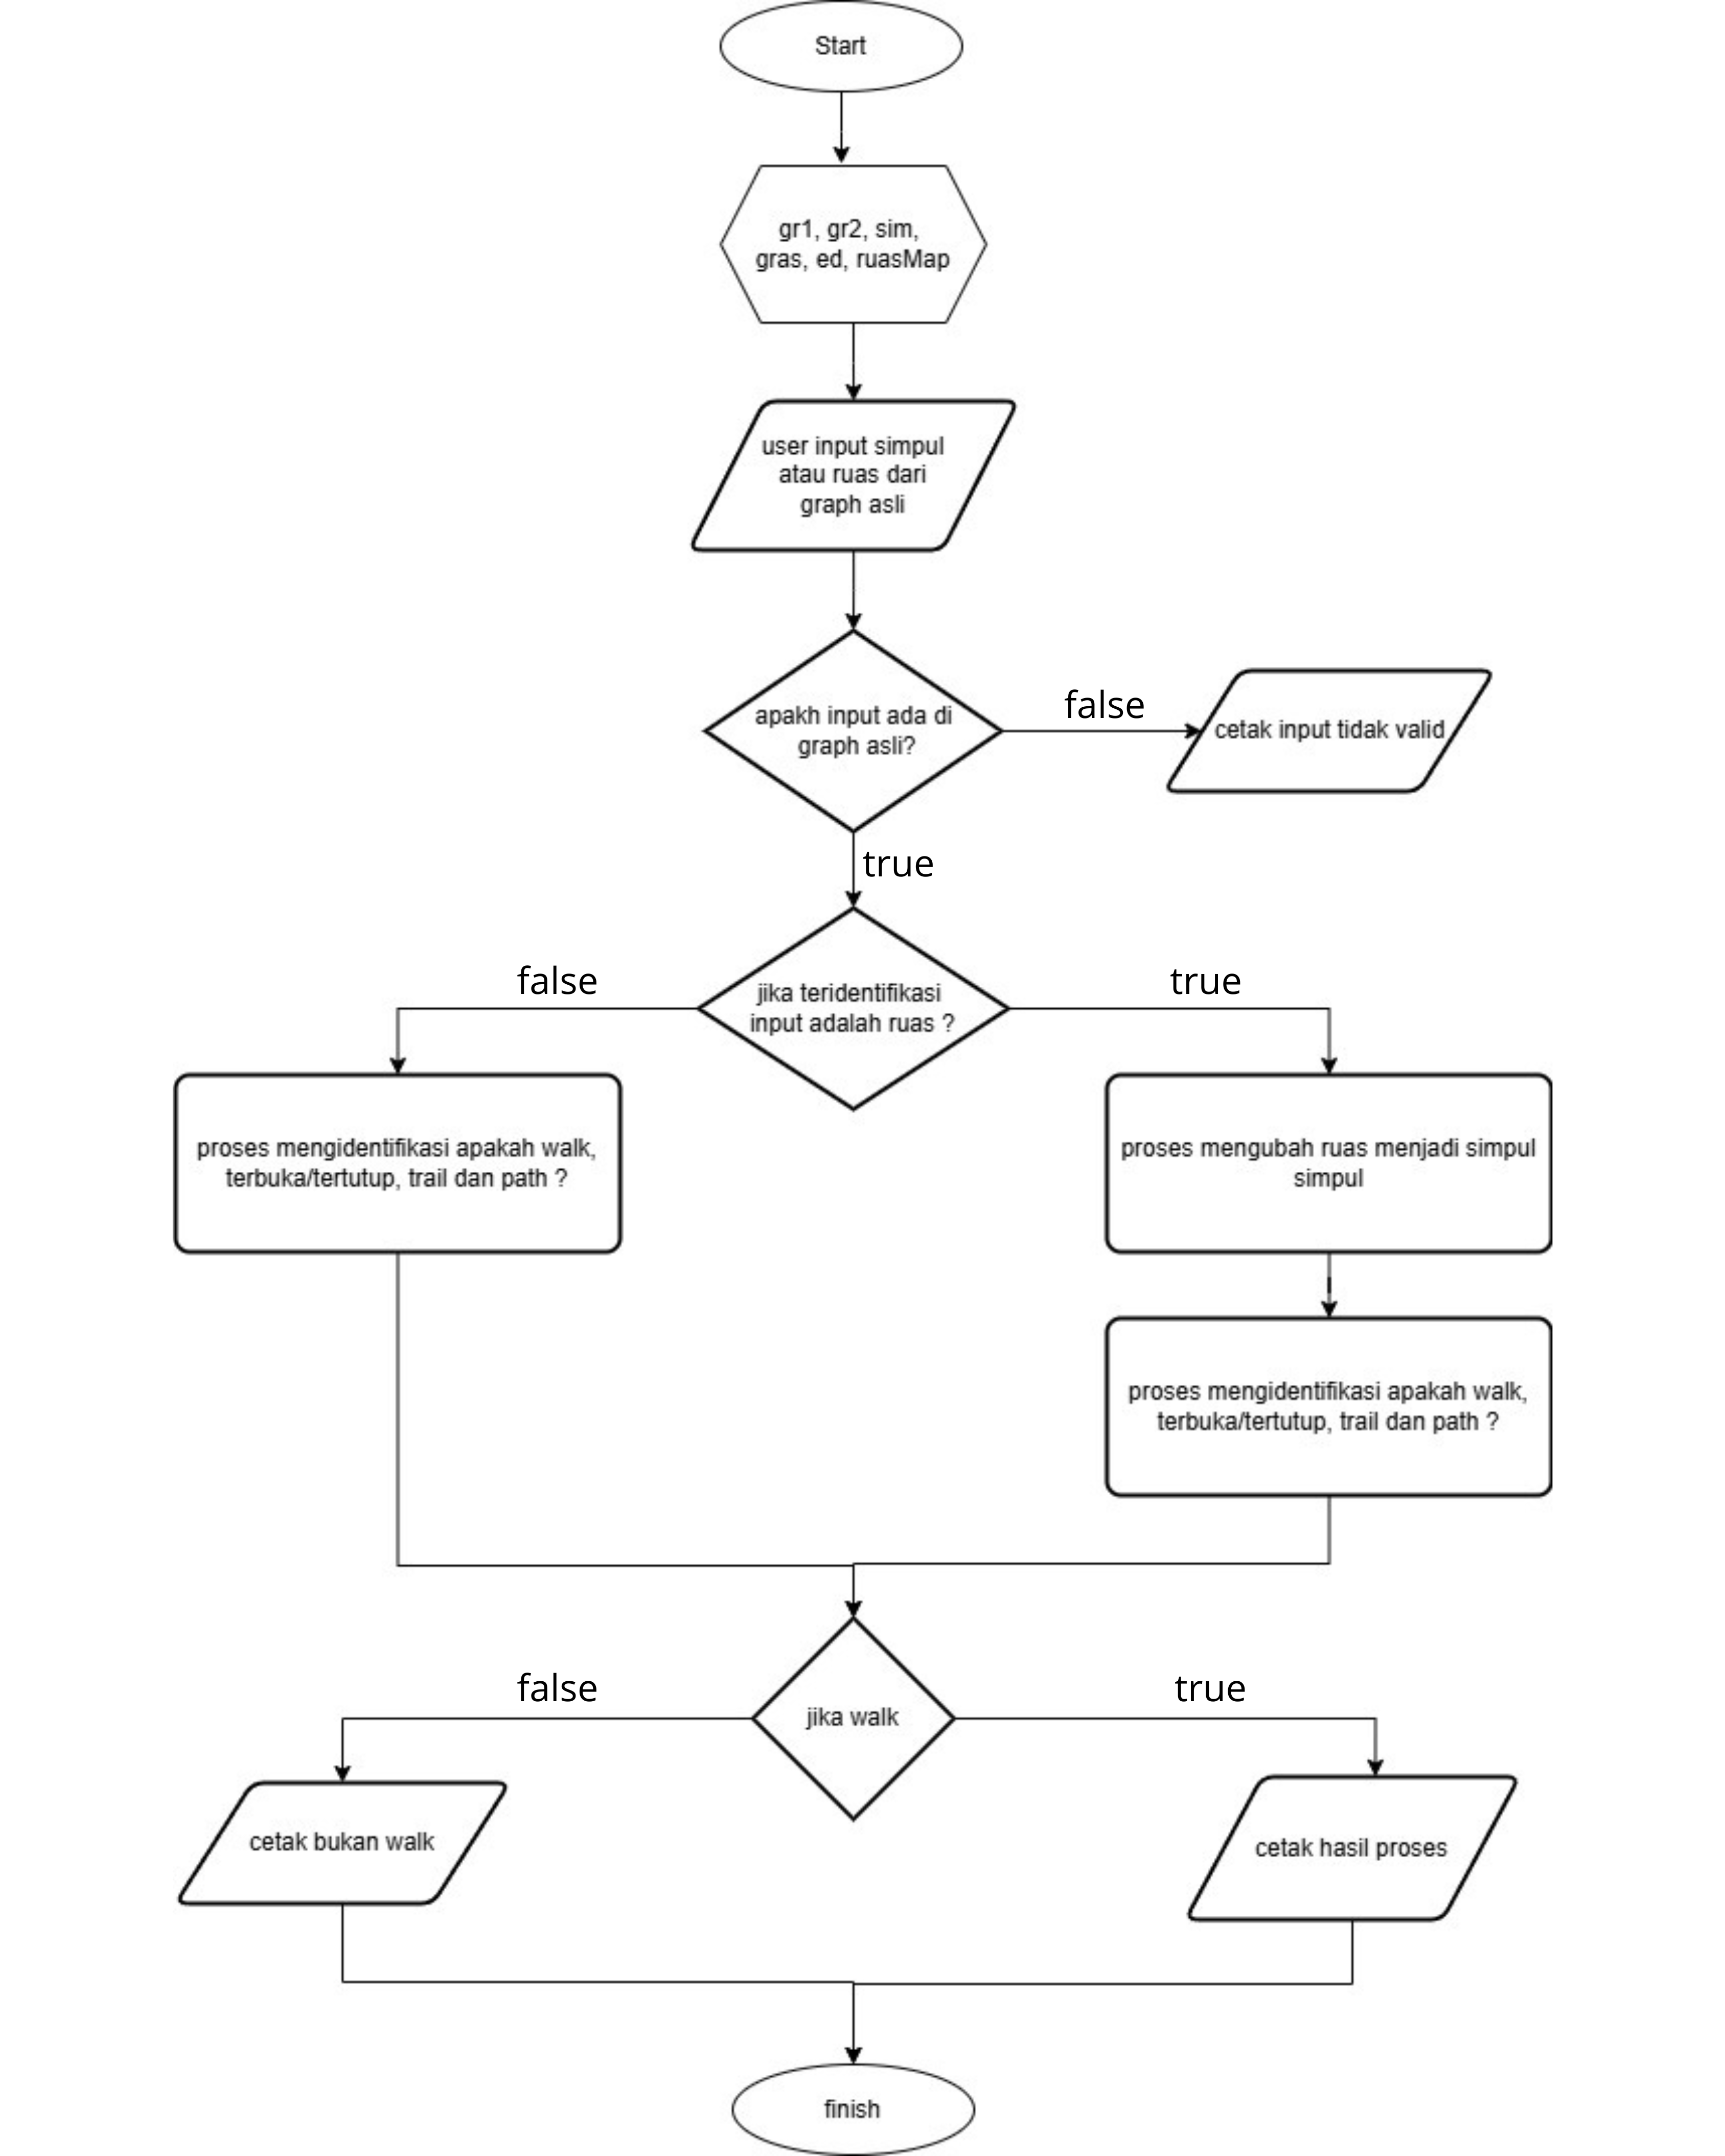 Start
gr1, gr2, sim,
gras, ed, ruasMap
user input simpul
atau ruas dari
graph asli
apakh input ada di
graph asli?
false
cetak input tidak valid
true
false
jika teridentifikasi
input adalah ruas ?
true
proses mengidentifikasi apakah walk,
terbuka/tertutup, trail dan path ?
proses mengubah ruas menjadi simpul
simpul
proses mengidentifikasi apakah walk,
terbuka/tertutup, trail dan path ?
false
jika walk
true
cetak bukan walk
cetak hasil proses
finish